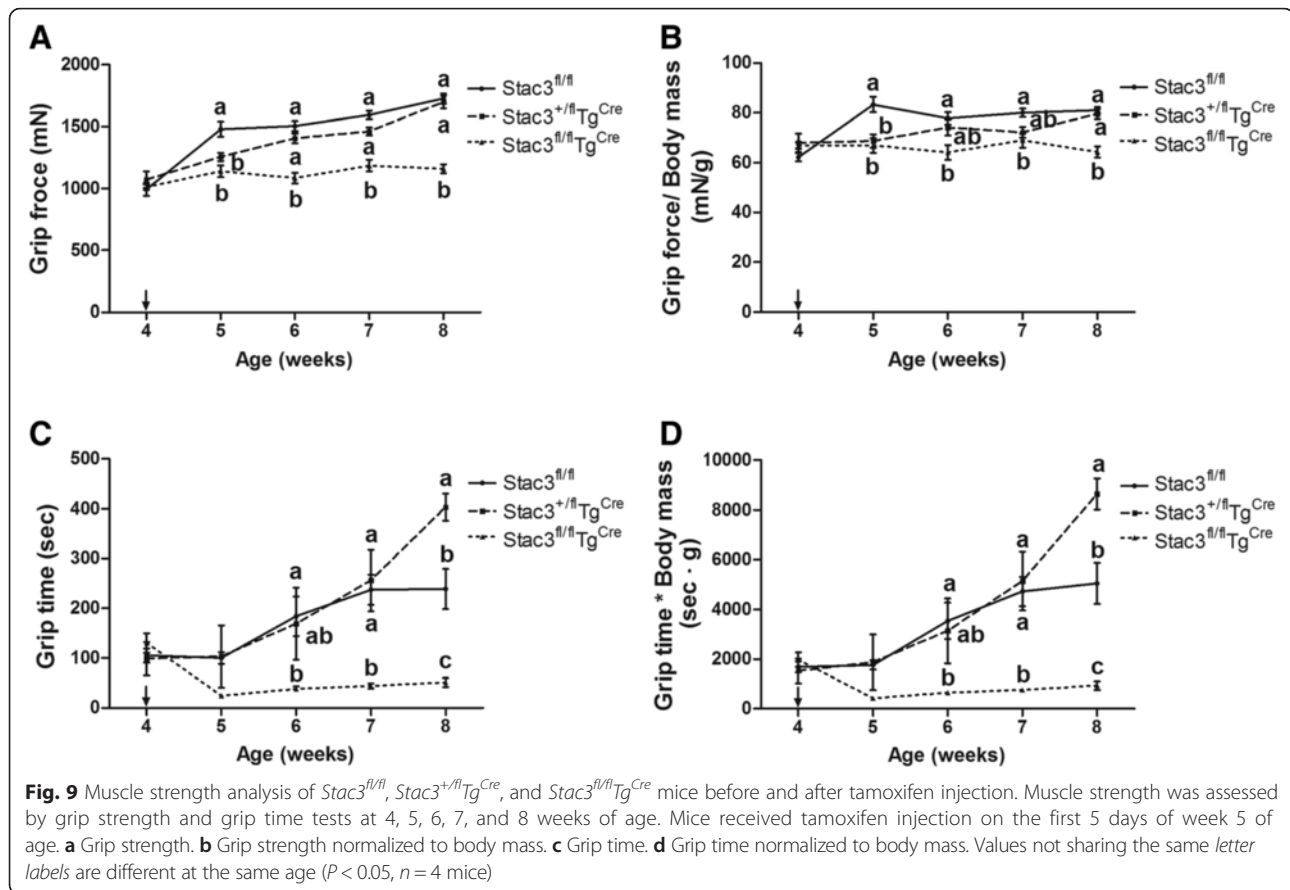 A
2000
1500
1000
500
0
Grip froce (mN)
a
a
a
a
b
a
a
a
b
b
b
b
4
5
6
7
8
Age (weeks)
Stac3fl/fl
Stac3+/flTgCre
Stac3fl/flTgCre
B
100
80
60
40
20
0
Grip force/ Body mass
(mN/g)
a
a
a
a
b
ab
ab
a
b
b
b
b
4
5
6
7
8
Age (weeks)
Stac3fl/fl
Stac3+/flTgCre
Stac3fl/flTgCre
C
500
400
300
200
100
0
Grip time (sec)
a
a
a
b
ab
a
b
b
c
4
5
6
7
8
Age (weeks)
Stac3fl/fl
Stac3+/flTgCre
Stac3fl/flTgCre
D
10000
8000
6000
4000
2000
0
Grip time * Body mass
(sec · g)
a
a
a
b
ab
a
b
b
c
4
5
6
7
8
Age (weeks)
Stac3fl/fl
Stac3+/flTgCre
Stac3fl/flTgCre
Fig. 9 Muscle strength analysis of Stac3fl/fl, Stac3+/flTgCre, and Stac3fl/flTgCre mice before and after tamoxifen injection. Muscle strength was assessed
by grip strength and grip time tests at 4, 5, 6, 7, and 8 weeks of age. Mice received tamoxifen injection on the first 5 days of week 5 of
age. a Grip strength. b Grip strength normalized to body mass. c Grip time. d Grip time normalized to body mass. Values not sharing the same letter
labels are different at the same age (P < 0.05, n = 4 mice)